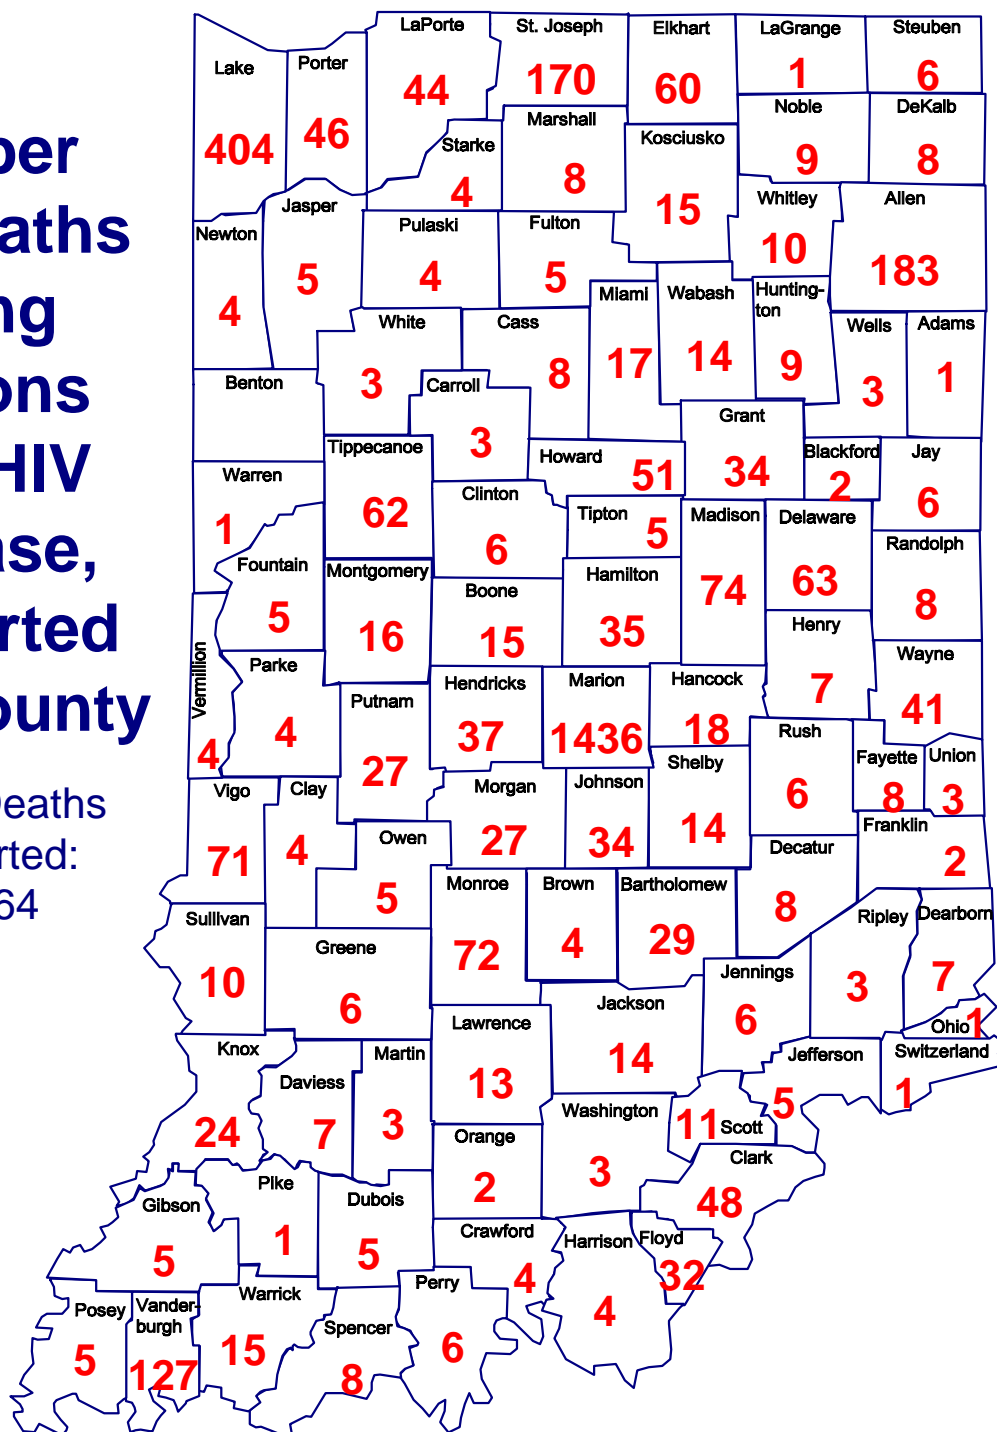 ber
aths
ng
ons
HIV
ase,
rted
ounty
Deaths
rted:
64
LaPorte
44
St. Joseph
170
Elkhart
60
LaGrange
1
Steuben
6
Lake
404
Porter
46
Starke
4
Marshall
8
Kosciusko
15
Noble
9
DeKalb
8
Whitley
10
Allen
183
Newton
4
Jasper
5
Pulaski
4
Fulton
5
Miami
17
Wabash
14
Hunting-
ton
9
Wells
3
Adams
1
White
3
Cass
8
Benton
Carroll
3
Grant
34
Blackford
2
Jay
6
Howard
51
Tippecanoe
62
Warren
1
Clinton
6
Tipton
5
Madison
74
Delaware
63
Randolph
8
Fountain
5
Montgomery
16
Boone
15
Hamilton
35
Henry
7
Wayne
41
Vermillion
4
Parke
4
Putnam
27
Hendricks
37
Marion
1436
Hancock
18
Rush
6
Fayette
8
Union
3
Shelby
14
Vigo
71
Clay
4
Morgan
27
Johnson
34
Franklin
2
Owen
5
Decatur
8
Monroe
72
Brown
4
Bartholomew
29
Ripley
3
Dearborn
7
Sullivan
10
Greene
6
Jennings
6
Jackson
14
Ohio
1
Lawrence
13
Knox
24
Martin
3
Daviess
7
Jefferson
5
Switzerland
1
Washington
3
Scott
11
Orange
2
Clark
48
Gibson
5
Pike
1
Dubois
5
Crawford
4
Harrison
4
Floyd
32
Perry
6
Warrick
15
Posey
5
Vander-
burgh
127
Spencer
8